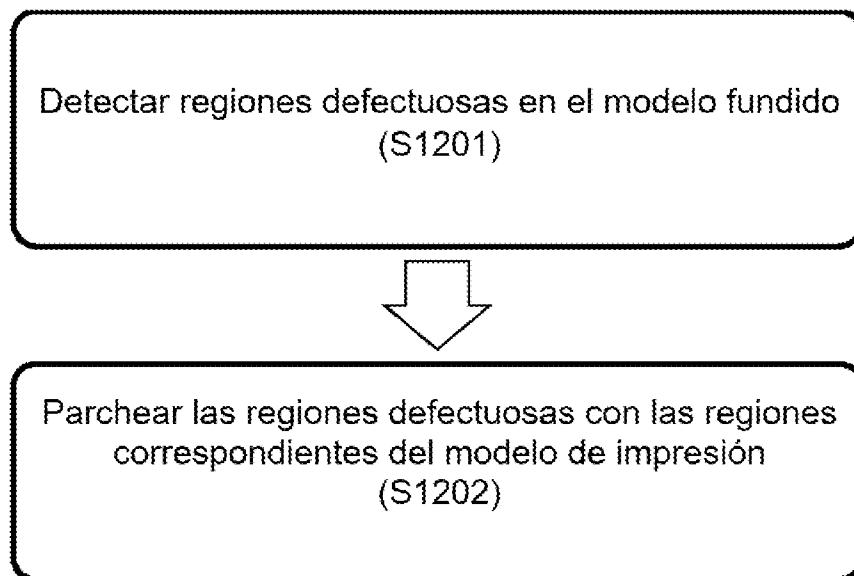 Detectar regiones defectuosas en el modelo fundido
(S1201)
Parchear las regiones defectuosas con las regiones
correspondientes del modelo de impresión
(S1202)